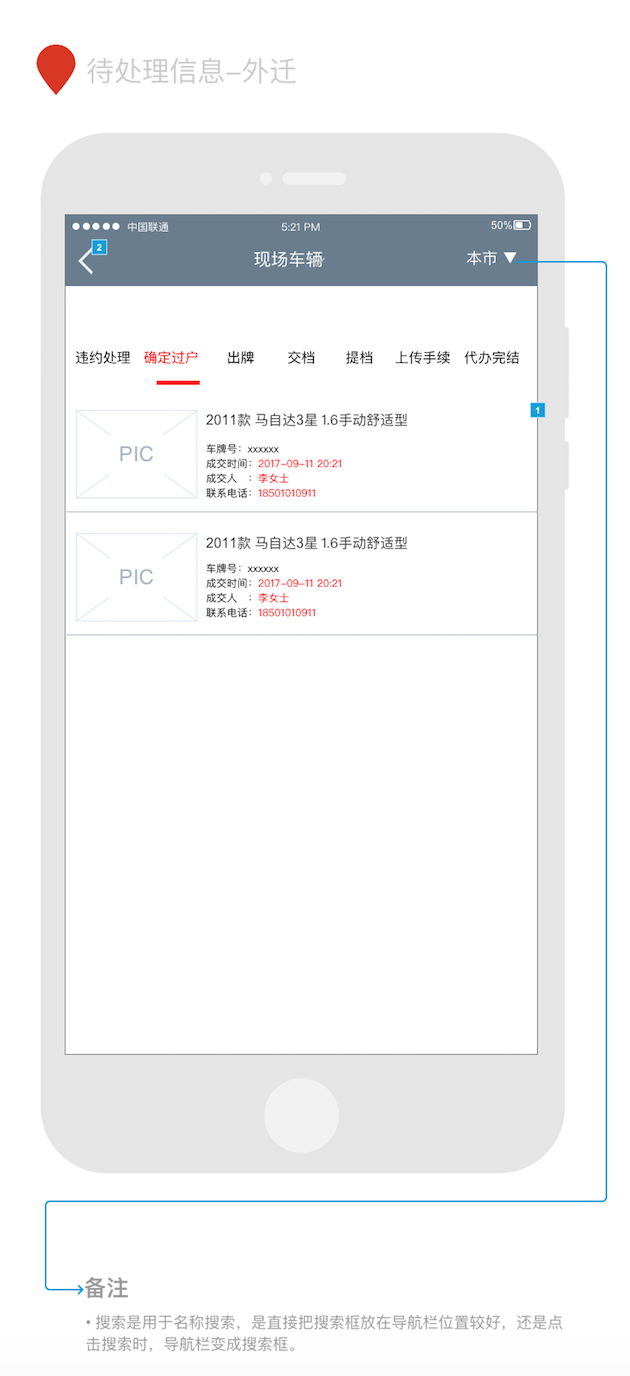 待处理信息-外迁
中国联通 5:21 PM 50%
2
现场车辆
本市 ▼
违约处理 确定过户 出牌 交档 提档 上传手续 代办完结
1
PIC
2011款 马自达3星 1.6手动舒适型
车牌号：xxxxxx
成交时间：2017-09-11 20:21
成交人 ：李女士
联系电话：18501010911
PIC
2011款 马自达3星 1.6手动舒适型
车牌号：xxxxxx
成交时间：2017-09-11 20:21
成交人 ：李女士
联系电话：18501010911
备注
• 搜索是用于名称搜索，是直接把搜索框放在导航栏位置较好，还是点
击搜索时，导航栏变成搜索框。